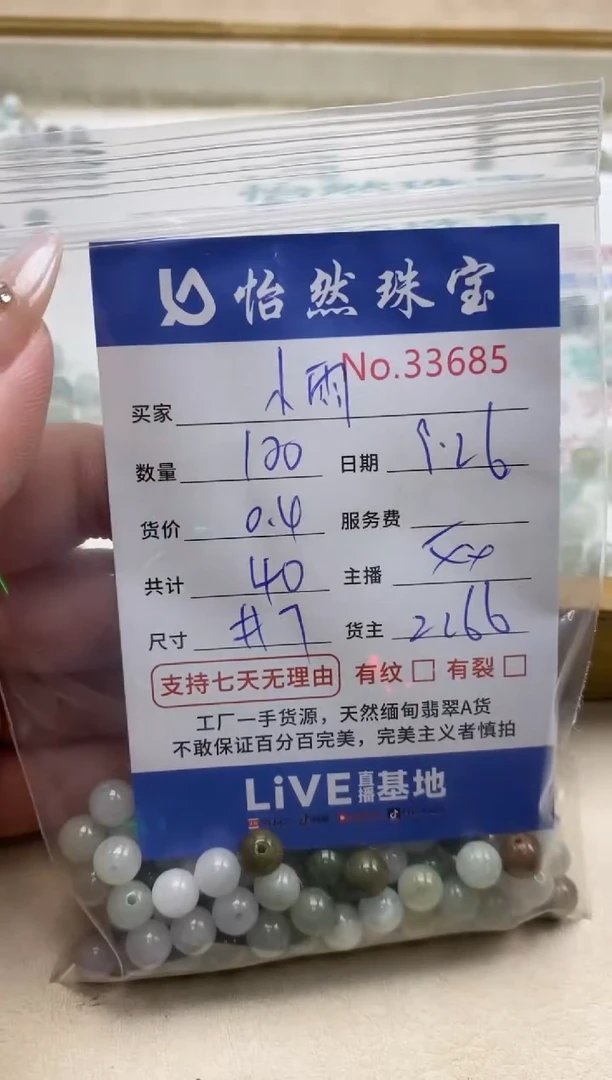 怡然珠宝
No.33685
买家 小雨
数量 100 日期 9.26
货价 0.4 服务费
共计 40 主播
尺寸 #7 货主 2266
支持七天无理由 有纹 有裂
工厂一手货源，天然缅甸翡翠A货
不敢保证百分百完美，完美主义者慎拍
LiVE直播基地